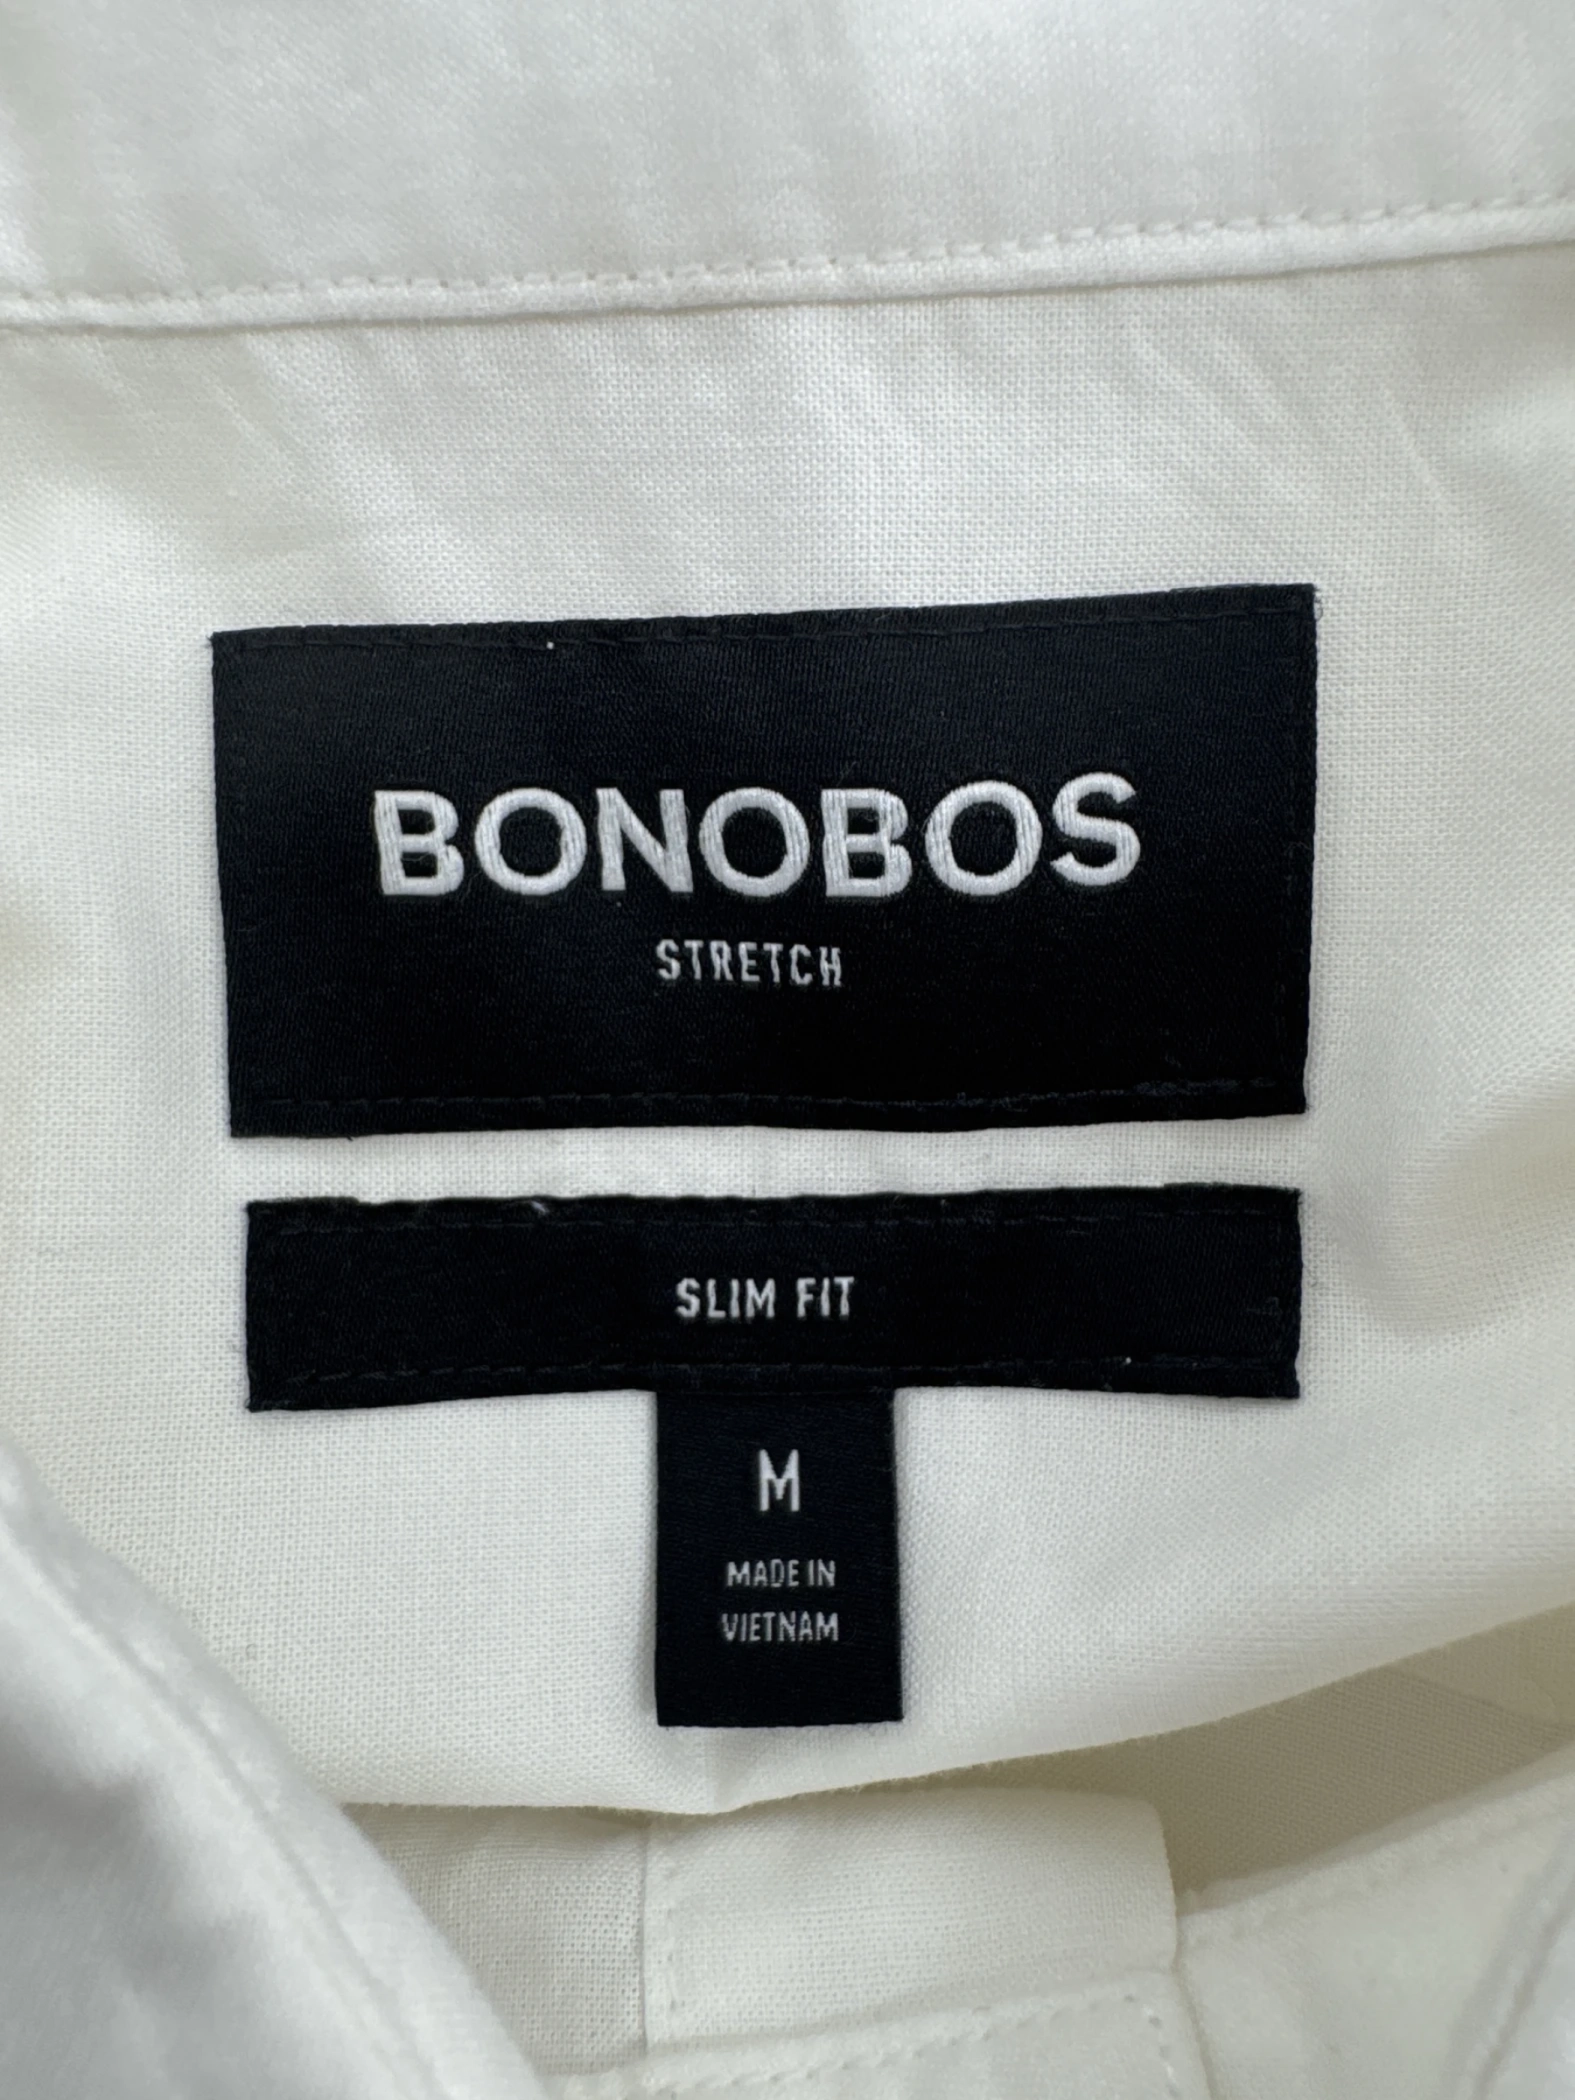 BONOBOS
STRETCH
SLIM FIT
M
MADE IN
VIETNAM